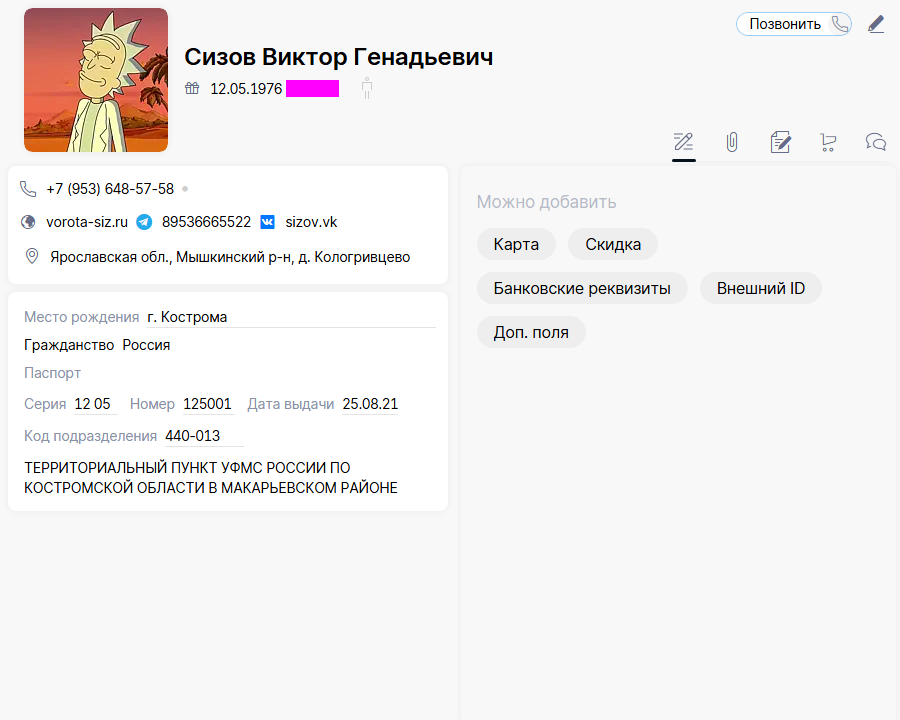 Позвонить
Сизов Виктор Генадьевич
12.05.1976
+7 (953) 648-57-58
vorota-siz.ru 89536665522 sizov.vk
Ярославская обл., Мышкинский р-н, д. Кологривцево
Место рождения г. Кострома
Гражданство Россия
Паспорт
Серия 12 05 Номер 125001 Дата выдачи 25.08.21
Код подразделения 440-013
ТЕРРИТОРИАЛЬНЫЙ ПУНКТ УФМС РОССИИ ПО
КОСТРОМСКОЙ ОБЛАСТИ В МАКАРЬЕВСКОМ РАЙОНЕ
Можно добавить
Карта Скидка
Банковские реквизиты Внешний ID
Доп. поля